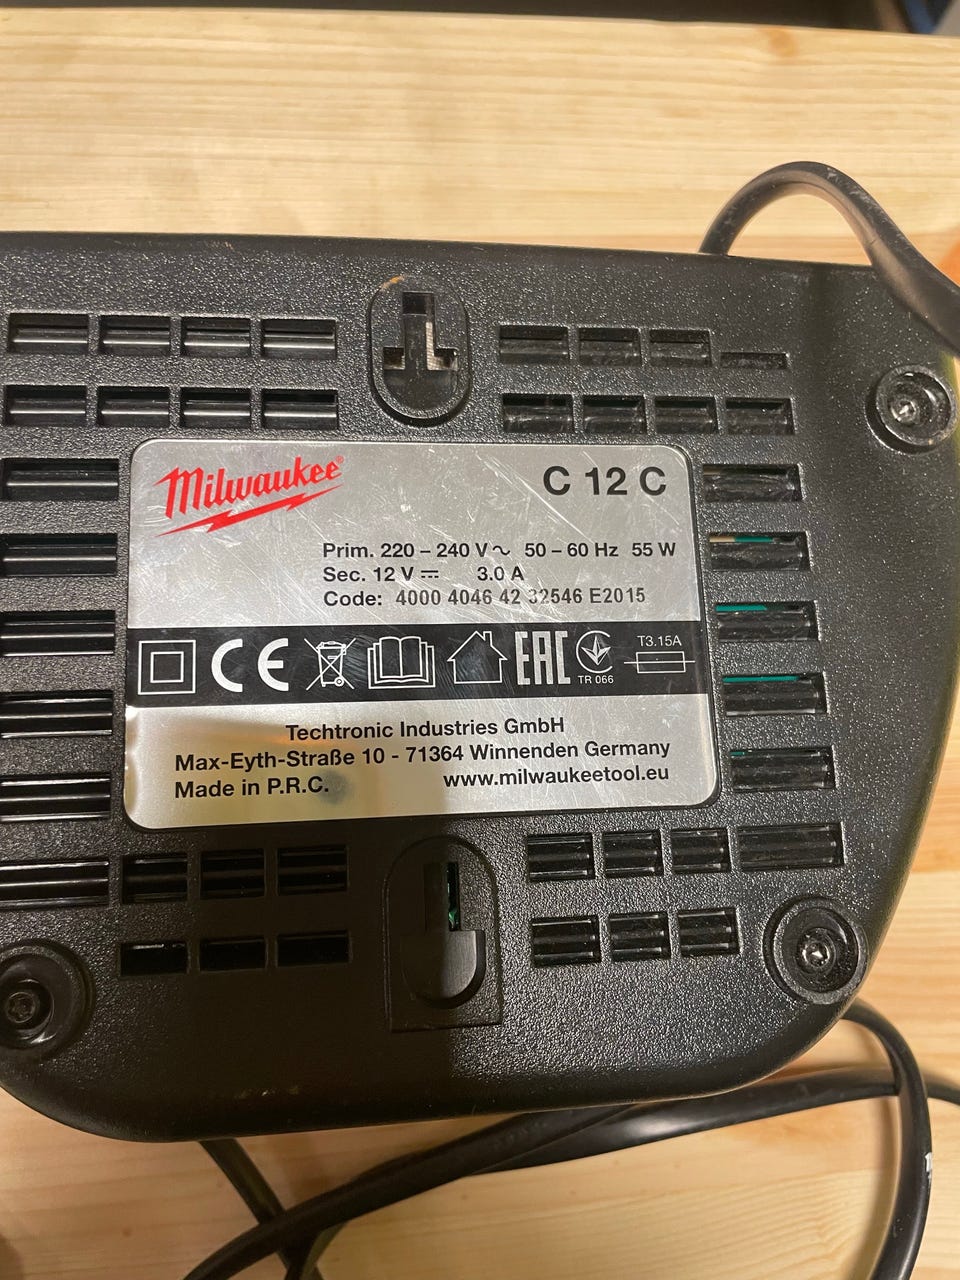 Milwaukee®
C 12 C
Prim. 220 – 240 V ~ 50 – 60 Hz 55 W
Sec. 12 V ⎓ 3.0 A
Code: 4000 4046 42 32546 E2015
CE
EAC
TR 066
T3.15A
Techtronic Industries GmbH
Max-Eyth-Straße 10 - 71364 Winnenden Germany
Made in P.R.C. www.milwaukeetool.eu